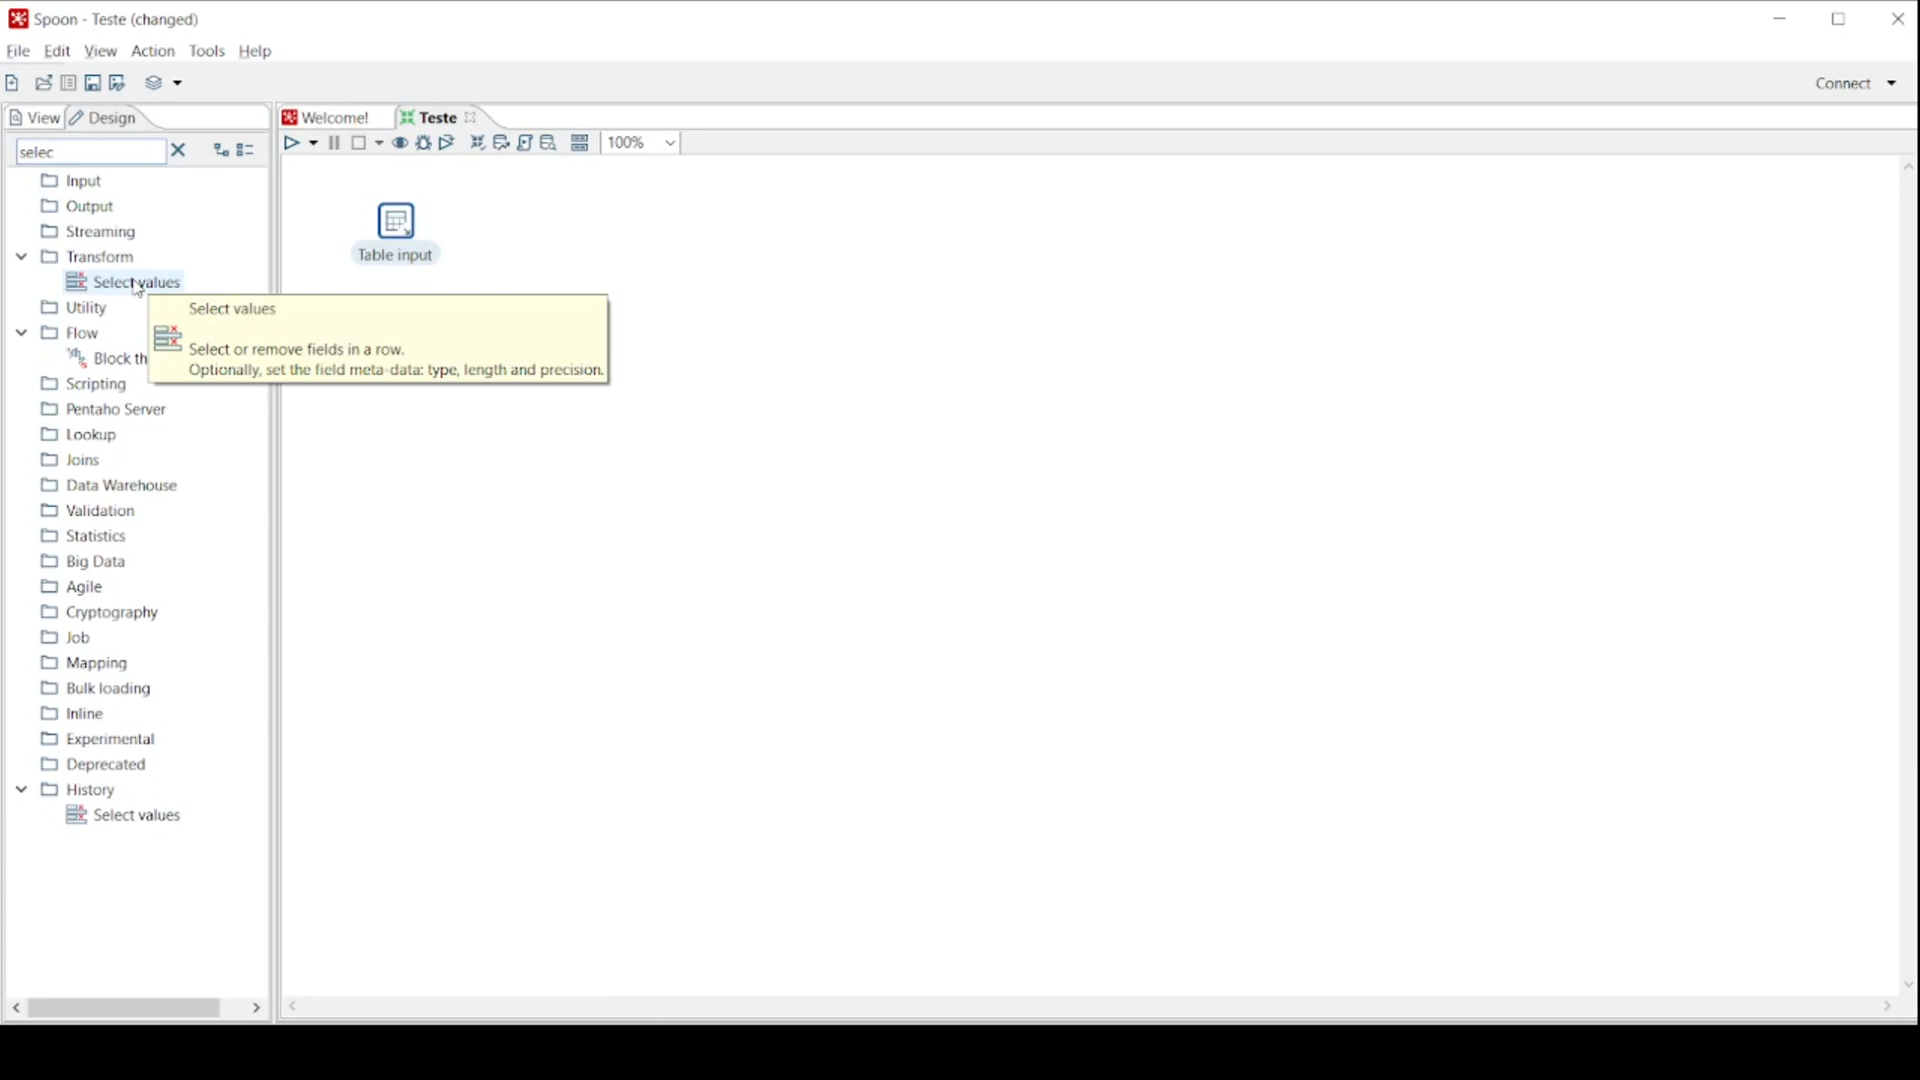 Spoon - Teste (changed)
File Edit View Action Tools Help
Connect
View Design
Welcome! Teste
selec
100%
Input
Output
Streaming
Transform
Select values
Utility
Flow
Block th
Scripting
Pentaho Server
Lookup
Joins
Data Warehouse
Validation
Statistics
Big Data
Agile
Cryptography
Job
Mapping
Bulk loading
Inline
Experimental
Deprecated
History
Select values
Table input
Select values
Select or remove fields in a row.
Optionally, set the field meta-data: type, length and precision.